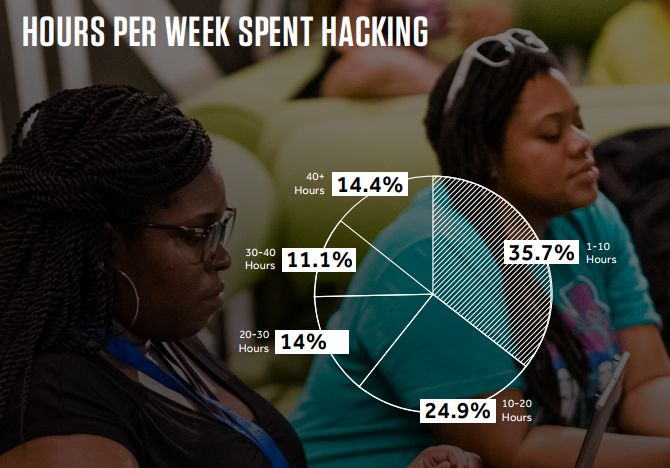 HOURS PER WEEK SPENT HACKING
40+
Hours
14.4%
35.7%
1-10
Hours
30-40
Hours
11.1%
20-30
Hours
14%
24.9%
10-20
Hours